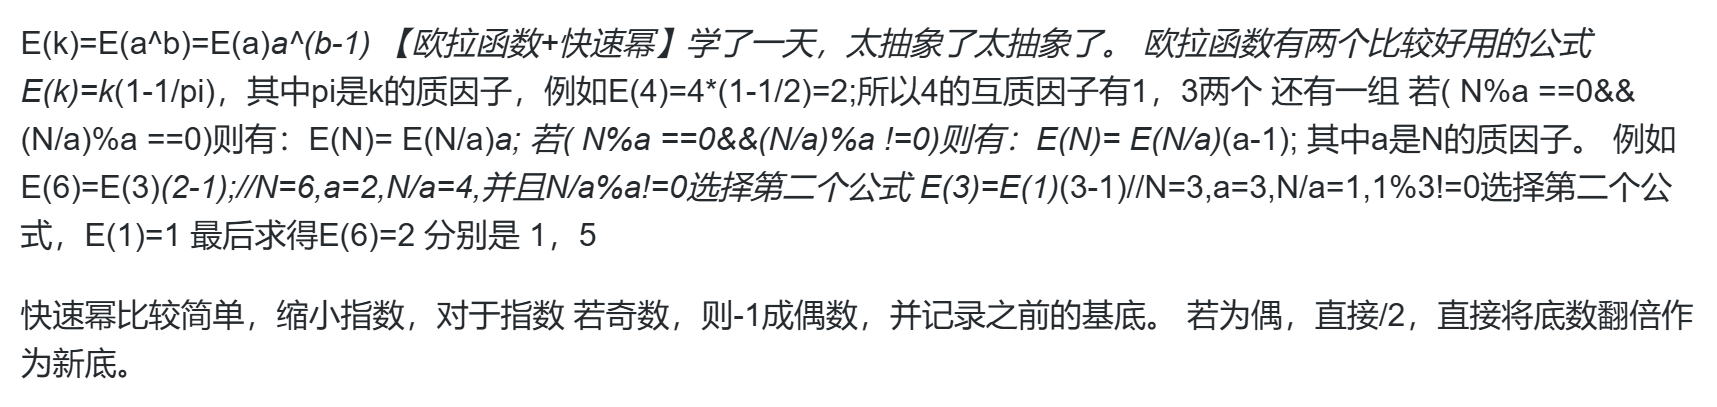 E(k)=E(a^b)=E(a)a^(b-1) 【欧拉函数+快速幂】学了一天，太抽象了太抽象了。 欧拉函数有两个比较好用的公式
E(k)=k(1-1/pi)，其中pi是k的质因子，例如E(4)=4*(1-1/2)=2;所以4的互质因子有1，3两个 还有一组 若( N%a ==0&&
(N/a)%a ==0)则有：E(N)= E(N/a)a; 若( N%a ==0&&(N/a)%a !=0)则有：E(N)= E(N/a)(a-1); 其中a是N的质因子。 例如
E(6)=E(3)(2-1);//N=6,a=2,N/a=4,并且N/a%a!=0选择第二个公式 E(3)=E(1)(3-1)//N=3,a=3,N/a=1,1%3!=0选择第二个公
式，E(1)=1 最后求得E(6)=2 分别是 1，5
快速幂比较简单，缩小指数，对于指数 若奇数，则-1成偶数，并记录之前的基底。 若为偶，直接/2，直接将底数翻倍作
为新底。